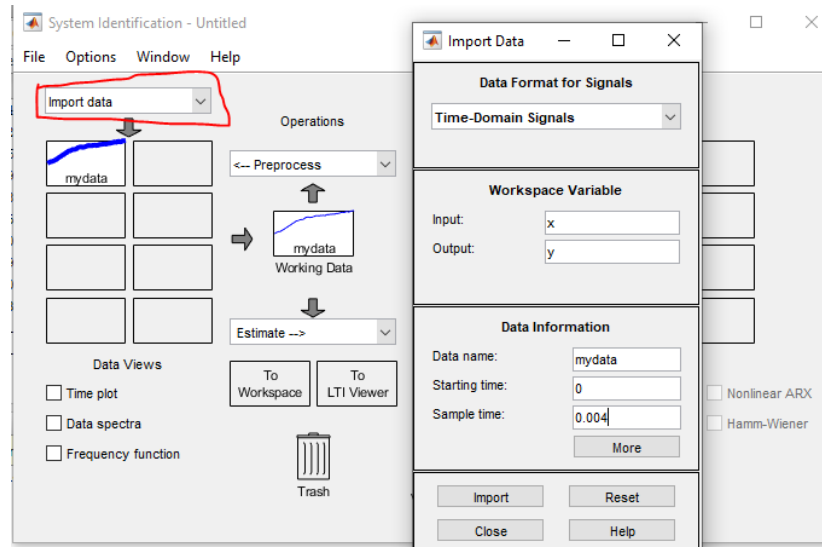 System Identification - Untitled
File Options Window Help
Import data
mydata
Operations
<-- Preprocess
mydata
Working Data
Estimate -->
Data Views
Time plot
Data spectra
Frequency function
To
Workspace
To
LTI Viewer
Trash
Import Data
Data Format for Signals
Time-Domain Signals
Workspace Variable
Input: x
Output: y
Data Information
Data name: mydata
Starting time: 0
Sample time: 0.004
More
Import Reset
Close Help
Nonlinear ARX
Hamm-Wiener